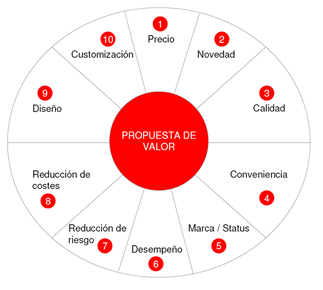 1
Precio
2
Novedad
3
Calidad
Conveniencia
4
Marca / Status
5
Desempeño
6
Reducción de
riesgo
7
Reducción de
costes
8
9
Diseño
10
Customización
PROPUESTA DE
VALOR